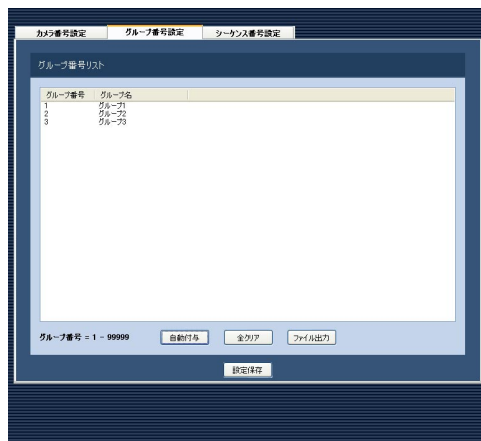 カメラ番号設定 グループ番号設定 シーケンス番号設定
グループ番号リスト
グループ番号 グループ名
1 グループ1
2 グループ2
3 グループ3
グループ番号 = 1 - 99999 自動付与 全クリア ファイル出力
設定保存